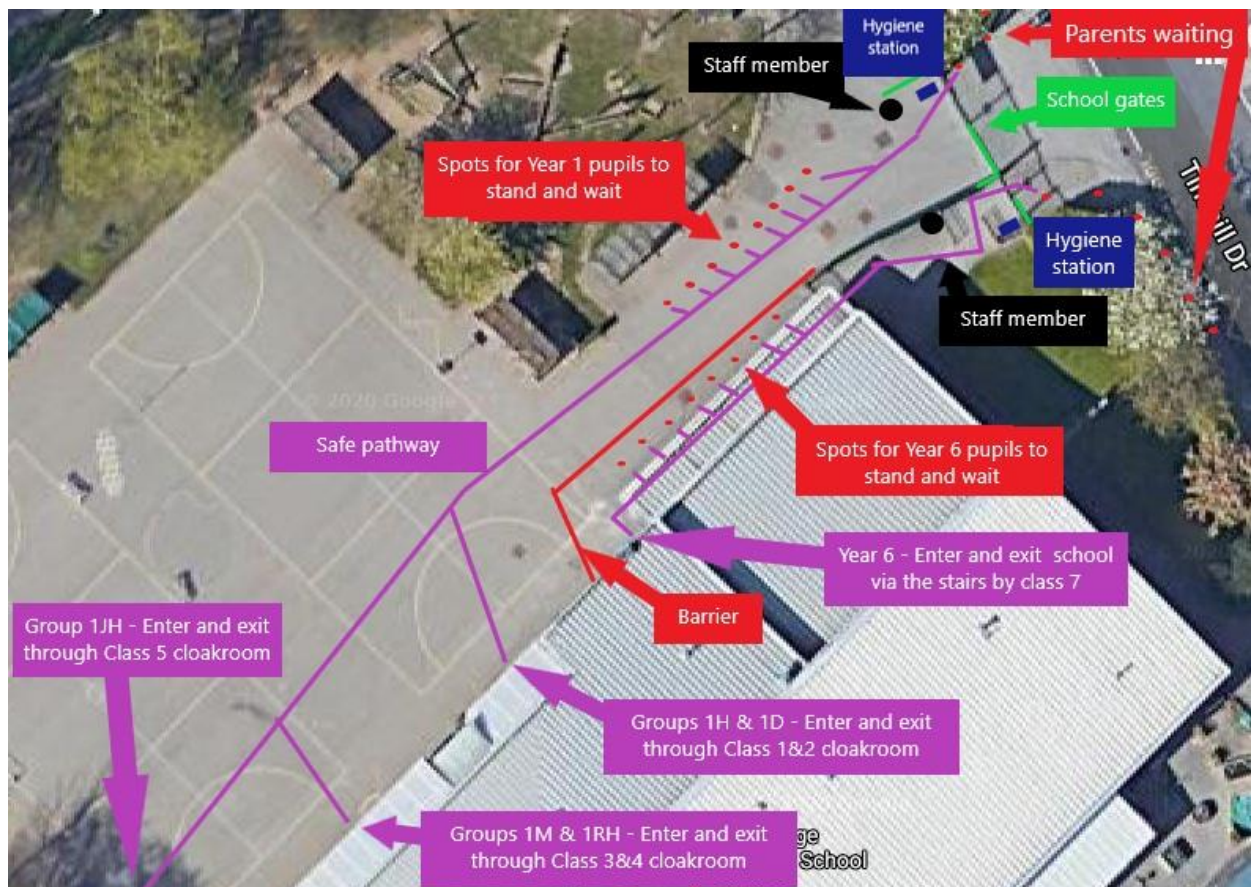 Hygiene
station
Parents waiting
Staff member
School gates
Spots for Year 1 pupils to
stand and wait
Hygiene
station
Staff member
© 2020 Google
Safe pathway
Spots for Year 6 pupils to
stand and wait
Year 6 - Enter and exit  school
via the stairs by class 7
Barrier
Group 1JH - Enter and exit
through Class 5 cloakroom
Groups 1H & 1D - Enter and exit
through Class 1&2 cloakroom
Groups 1M & 1RH - Enter and exit
through Class 3&4 cloakroom
School